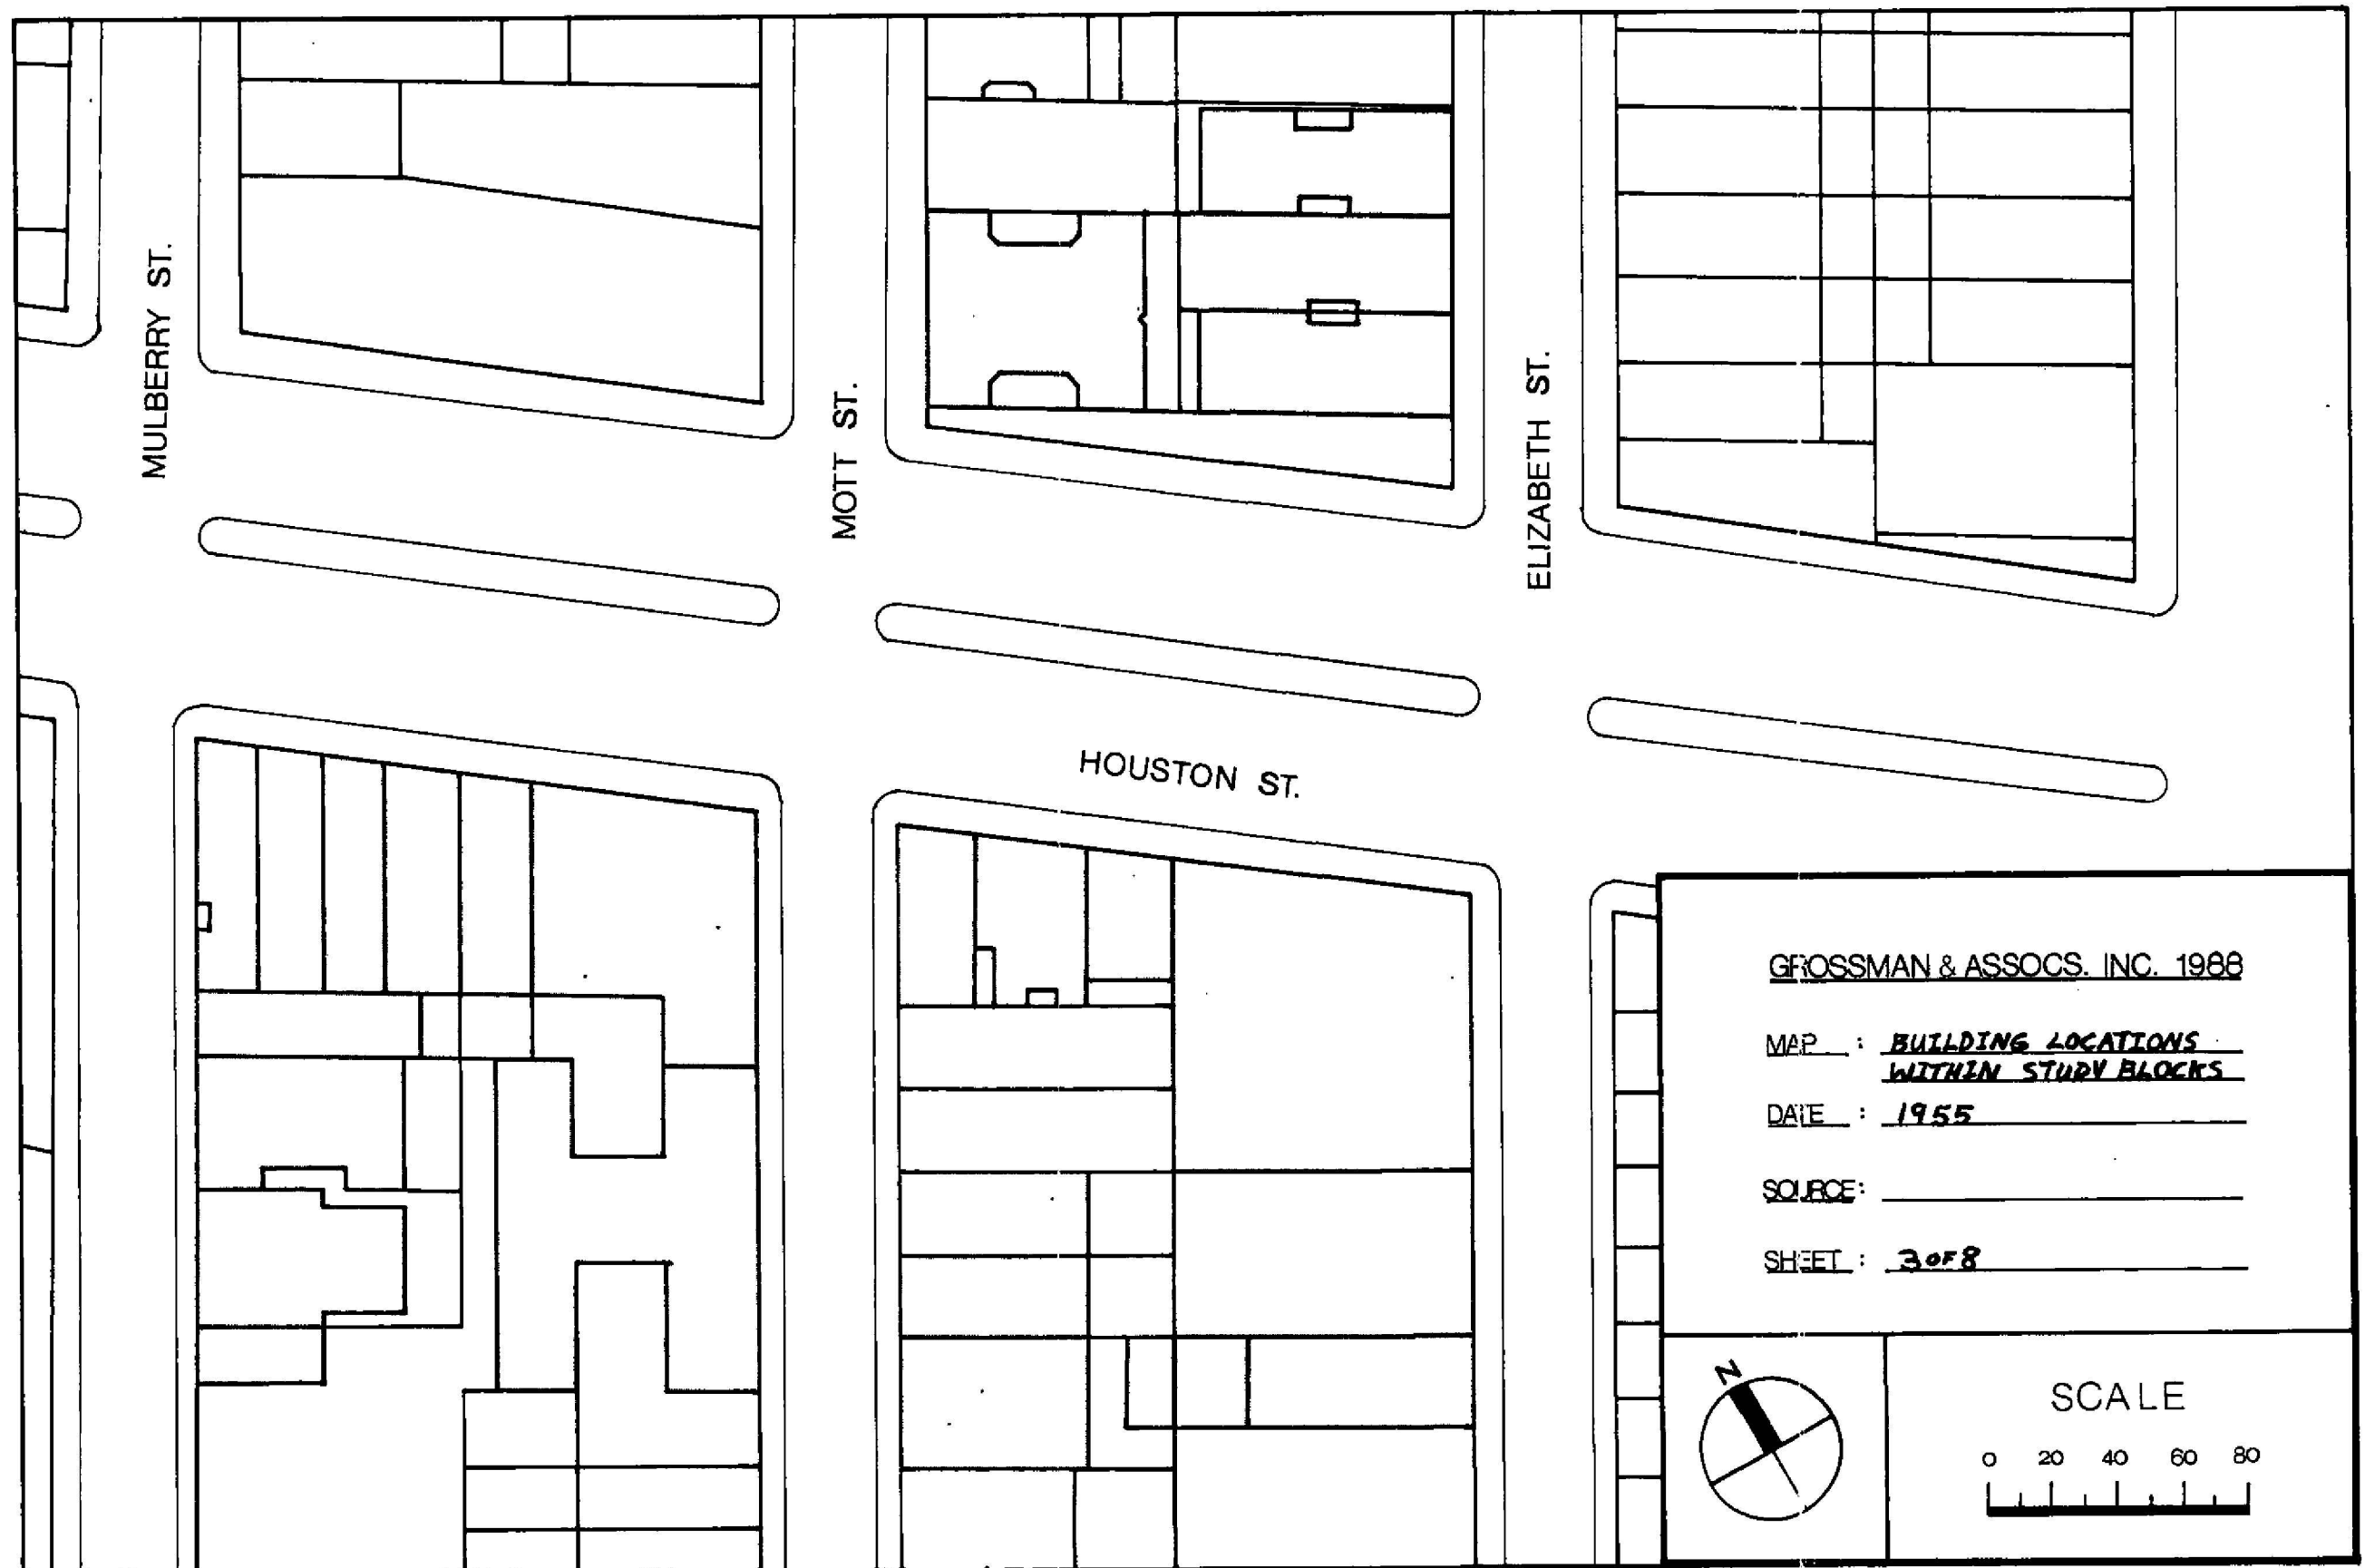 MULBERRY ST.
MOTT ST.
ELIZABETH ST.
HOUSTON ST.
GROSSMAN & ASSOCS. INC. 1988
MAP : BUILDING LOCATIONS
WITHIN STUDY BLOCKS
DATE : 1955
SOURCE:
SHEET : 3 OF 8
N
SCALE
0 20 40 60 80